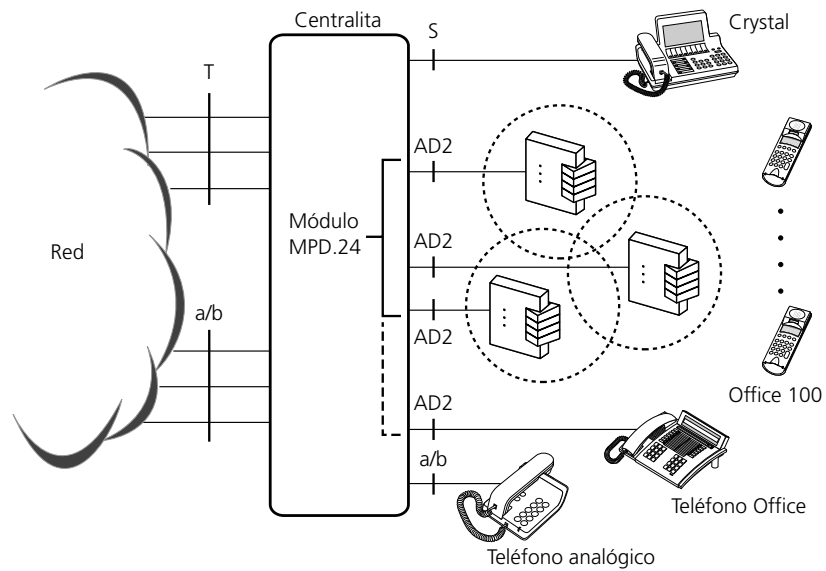 Centralita
S
Crystal
T
AD2
Módulo
MPD.24
AD2
Red
a/b
AD2
Office 100
AD2
a/b
Teléfono Office
Teléfono analógico